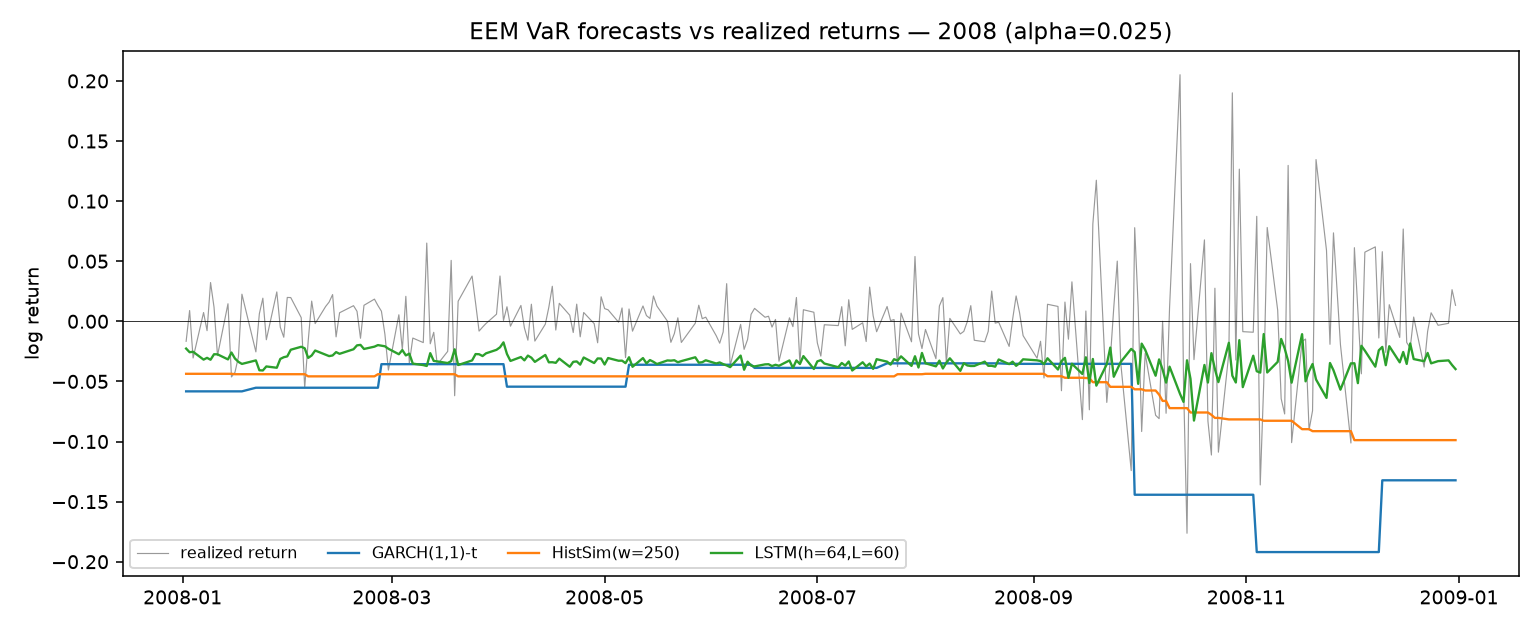 EEM VaR forecasts vs realized returns — 2008 (alpha=0.025)
log return
0.20
0.15
0.10
0.05
0.00
−0.05
−0.10
−0.15
−0.20
realized return GARCH(1,1)-t HistSim(w=250) LSTM(h=64,L=60)
2008-01 2008-03 2008-05 2008-07 2008-09 2008-11 2009-01